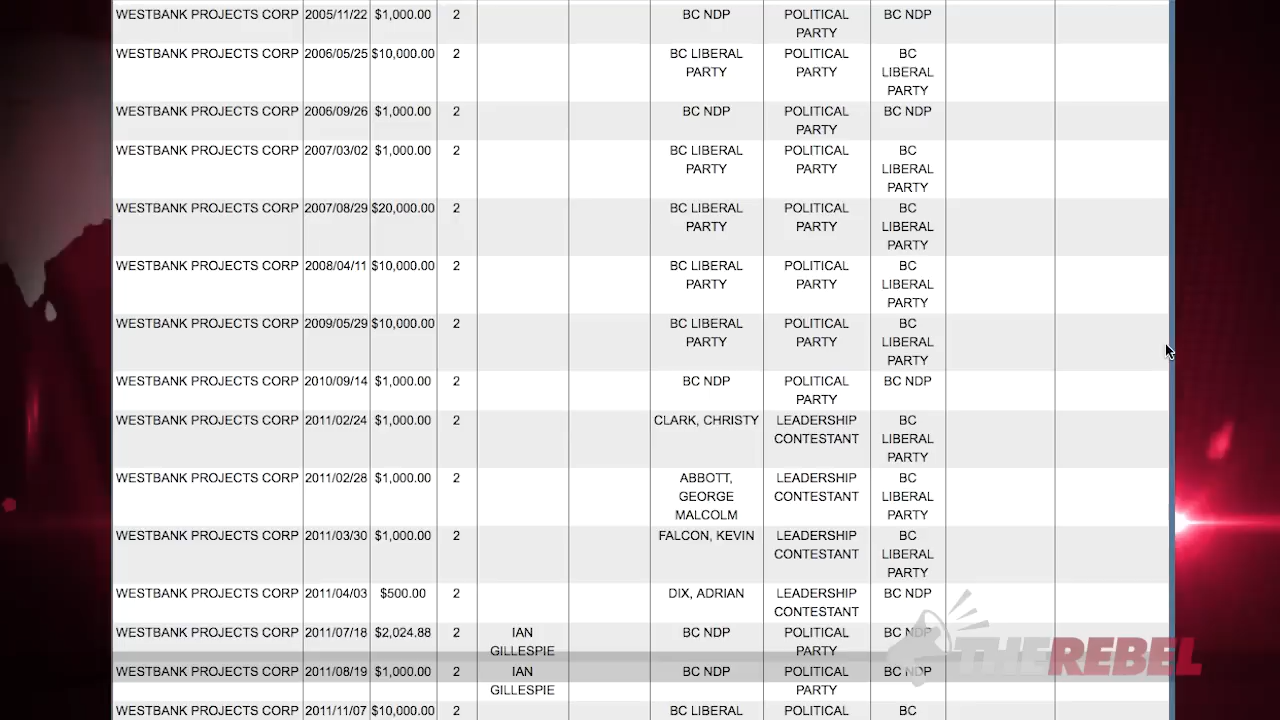 WESTBANK PROJECTS CORP 2005/11/22 $1,000.00 2 BC NDP POLITICAL PARTY BC NDP
WESTBANK PROJECTS CORP 2006/05/25 $10,000.00 2 BC LIBERAL PARTY POLITICAL PARTY BC LIBERAL PARTY
WESTBANK PROJECTS CORP 2006/09/26 $1,000.00 2 BC NDP POLITICAL PARTY BC NDP
WESTBANK PROJECTS CORP 2007/03/02 $1,000.00 2 BC LIBERAL PARTY POLITICAL PARTY BC LIBERAL PARTY
WESTBANK PROJECTS CORP 2007/08/29 $20,000.00 2 BC LIBERAL PARTY POLITICAL PARTY BC LIBERAL PARTY
WESTBANK PROJECTS CORP 2008/04/11 $10,000.00 2 BC LIBERAL PARTY POLITICAL PARTY BC LIBERAL PARTY
WESTBANK PROJECTS CORP 2009/05/29 $10,000.00 2 BC LIBERAL PARTY POLITICAL PARTY BC LIBERAL PARTY
WESTBANK PROJECTS CORP 2010/09/14 $1,000.00 2 BC NDP POLITICAL PARTY BC NDP
WESTBANK PROJECTS CORP 2011/02/24 $1,000.00 2 CLARK, CHRISTY LEADERSHIP CONTESTANT BC LIBERAL PARTY
WESTBANK PROJECTS CORP 2011/02/28 $1,000.00 2 ABBOTT, GEORGE MALCOLM LEADERSHIP CONTESTANT BC LIBERAL PARTY
WESTBANK PROJECTS CORP 2011/03/30 $1,000.00 2 FALCON, KEVIN LEADERSHIP CONTESTANT BC LIBERAL PARTY
WESTBANK PROJECTS CORP 2011/04/03 $500.00 2 DIX, ADRIAN LEADERSHIP CONTESTANT BC NDP
WESTBANK PROJECTS CORP 2011/07/18 $2,024.88 2 IAN GILLESPIE BC NDP POLITICAL PARTY BC NDP
WESTBANK PROJECTS CORP 2011/08/19 $1,000.00 2 IAN GILLESPIE BC NDP POLITICAL PARTY BC NDP
WESTBANK PROJECTS CORP 2011/11/07 $10,000.00 2 BC LIBERAL POLITICAL BC
THEREBEL